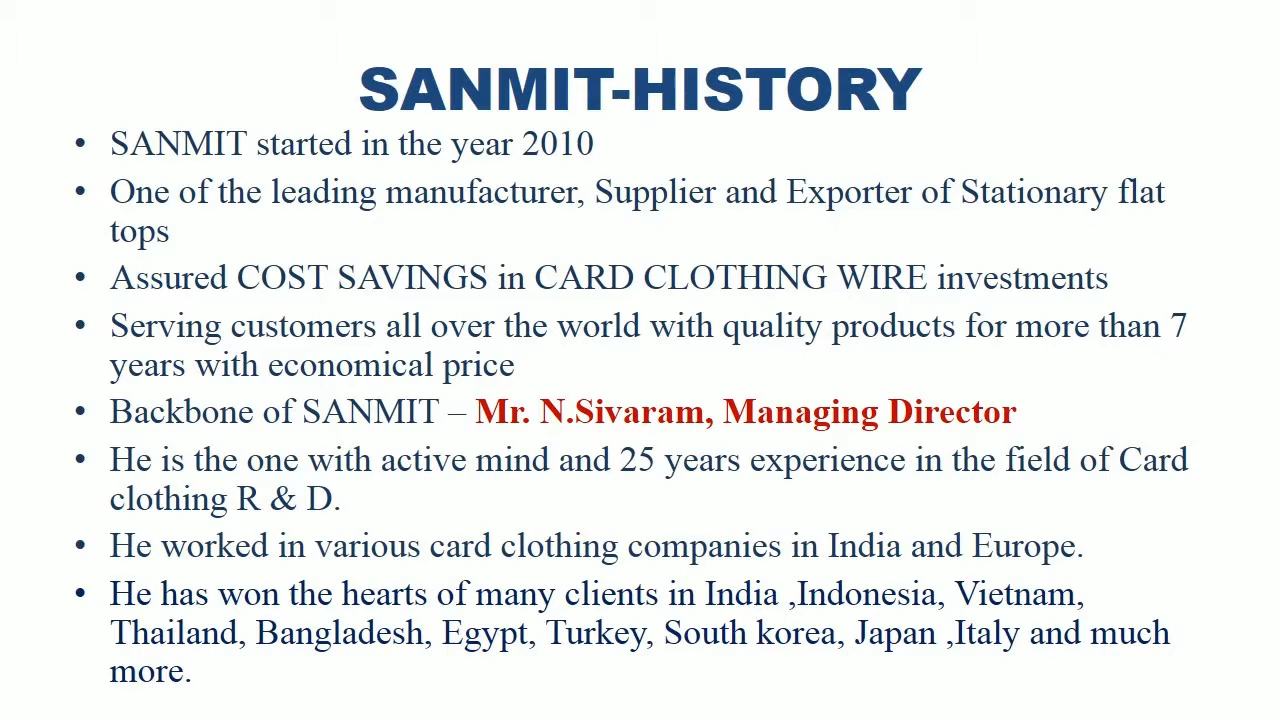 SANMIT-HISTORY
• SANMIT started in the year 2010
• One of the leading manufacturer, Supplier and Exporter of Stationary flat
tops
• Assured COST SAVINGS in CARD CLOTHING WIRE investments
• Serving customers all over the world with quality products for more than 7
years with economical price
• Backbone of SANMIT – Mr. N.Sivaram, Managing Director
• He is the one with active mind and 25 years experience in the field of Card
clothing R & D.
• He worked in various card clothing companies in India and Europe.
• He has won the hearts of many clients in India ,Indonesia, Vietnam,
Thailand, Bangladesh, Egypt, Turkey, South korea, Japan ,Italy and much
more.